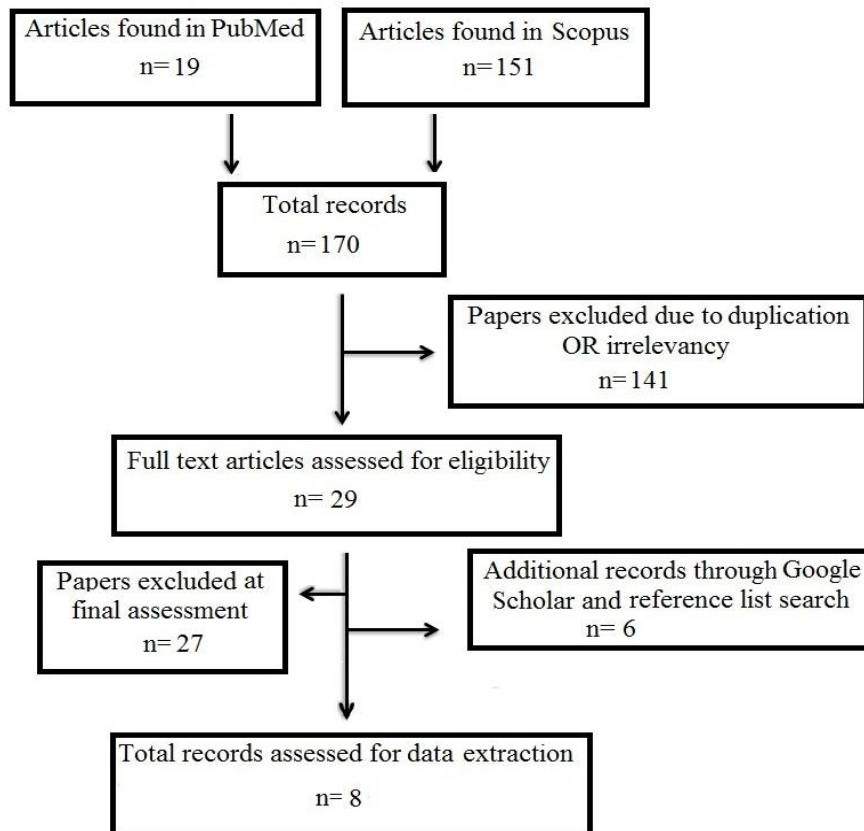 Articles found in PubMed
n= 19
Articles found in Scopus
n=151
Total records
n= 170
Papers excluded due to duplication
OR irrelevancy
n= 141
Full text articles assessed for eligibility
n= 29
Papers excluded at
final assessment
n= 27
Additional records through Google
Scholar and reference list search
n= 6
Total records assessed for data extraction
n= 8